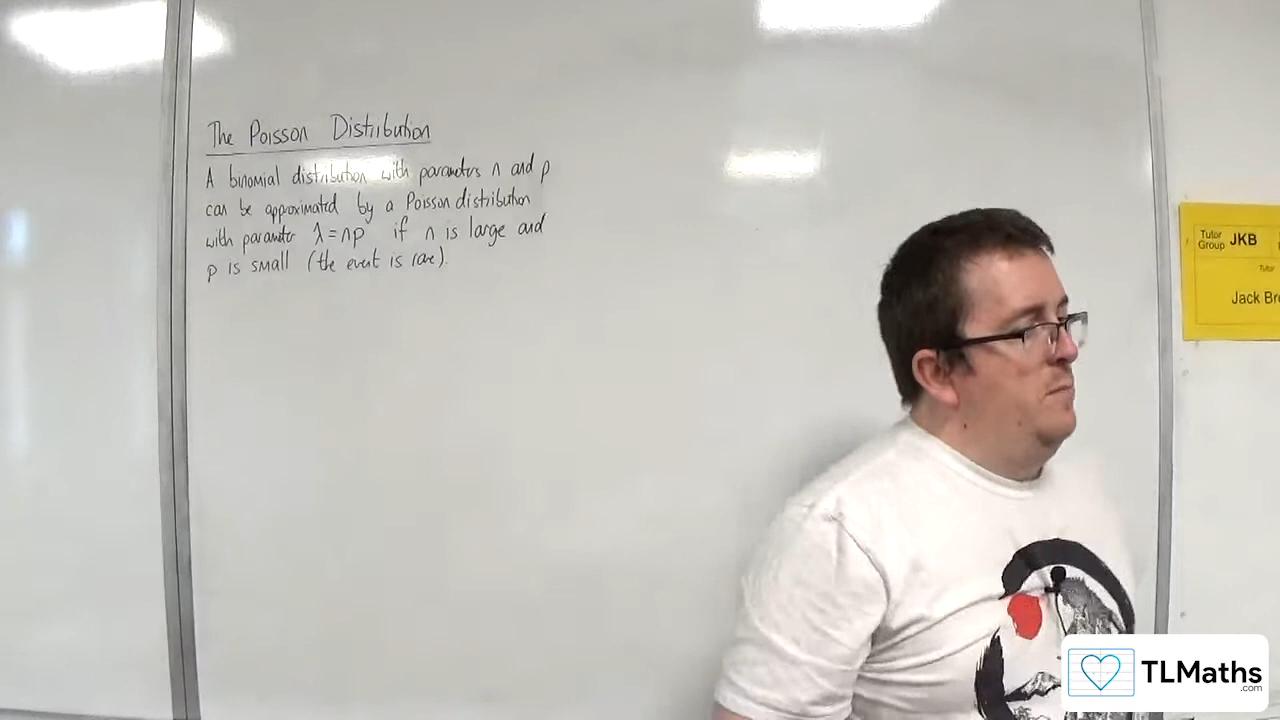 The Poisson Distribution
A binomial distribution with parameters n and p
can be approximated by a Poisson distribution
with parameter λ = np if n is large and
p is small (the event is rare).
Tutor
Group JKB
Tutor
Jack Bre
TLMaths
.com